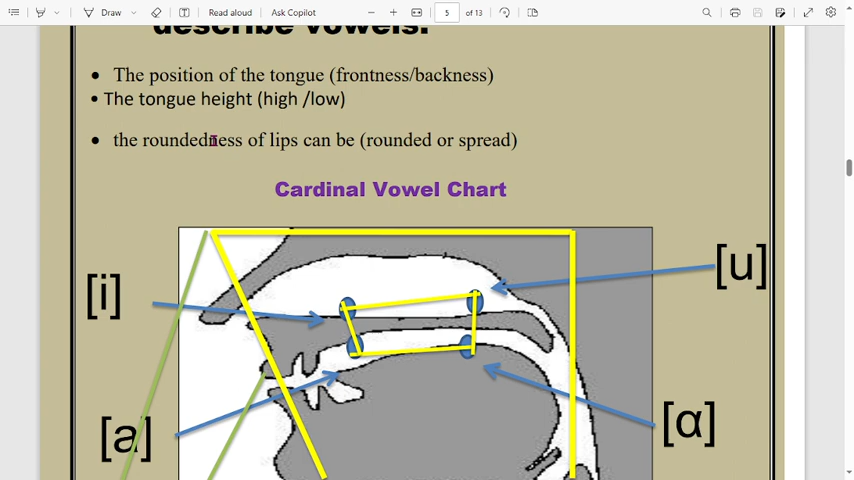 Draw
Read aloud
Ask Copilot
5 of 13
describe vowels.
• The position of the tongue (frontness/backness)
• The tongue height (high /low)
• the roundedness of lips can be (rounded or spread)
Cardinal Vowel Chart
[i]
[u]
[a]
[ɑ]